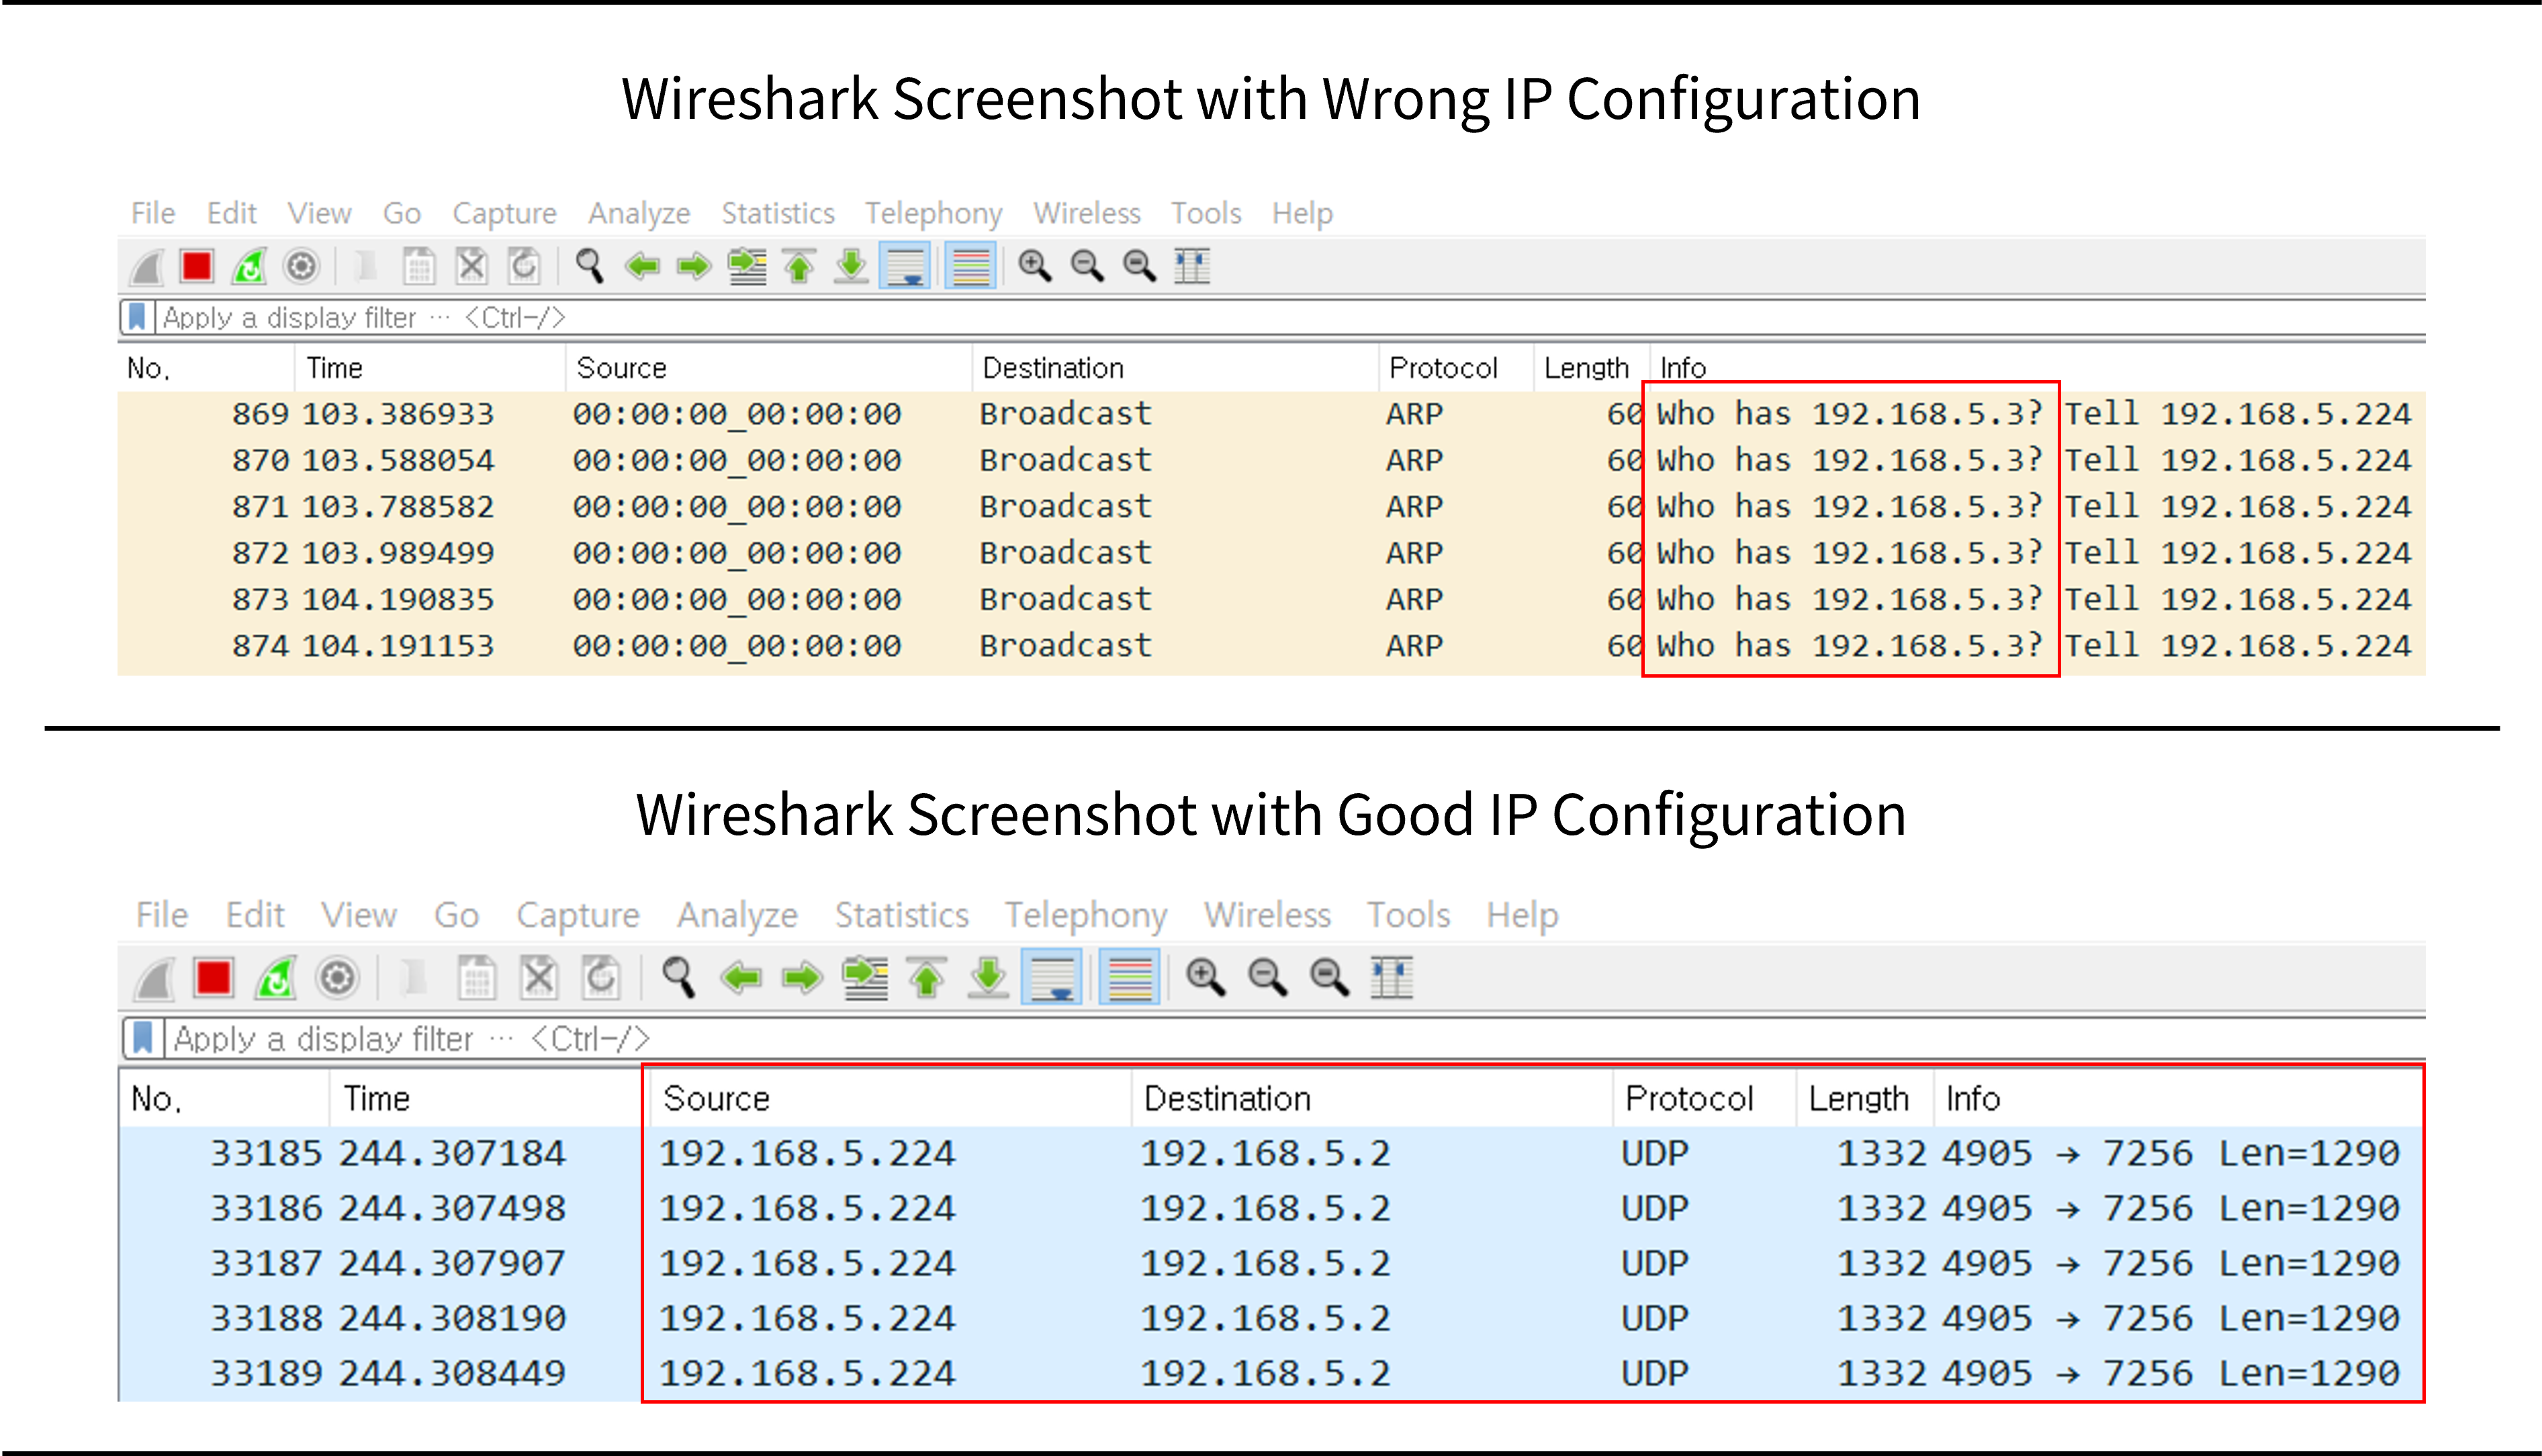 Wireshark Screenshot with Wrong IP Configuration
File Edit View Go Capture Analyze Statistics Telephony Wireless Tools Help
Apply a display filter ··· <Ctrl-/>
No. Time Source Destination Protocol Length Info
869 103.386933 00:00:00_00:00:00 Broadcast ARP 60 Who has 192.168.5.3? Tell 192.168.5.224
870 103.588054 00:00:00_00:00:00 Broadcast ARP 60 Who has 192.168.5.3? Tell 192.168.5.224
871 103.788582 00:00:00_00:00:00 Broadcast ARP 60 Who has 192.168.5.3? Tell 192.168.5.224
872 103.989499 00:00:00_00:00:00 Broadcast ARP 60 Who has 192.168.5.3? Tell 192.168.5.224
873 104.190835 00:00:00_00:00:00 Broadcast ARP 60 Who has 192.168.5.3? Tell 192.168.5.224
874 104.191153 00:00:00_00:00:00 Broadcast ARP 60 Who has 192.168.5.3? Tell 192.168.5.224
Wireshark Screenshot with Good IP Configuration
File Edit View Go Capture Analyze Statistics Telephony Wireless Tools Help
Apply a display filter ··· <Ctrl-/>
No. Time Source Destination Protocol Length Info
33185 244.307184 192.168.5.224 192.168.5.2 UDP 1332 4905 → 7256 Len=1290
33186 244.307498 192.168.5.224 192.168.5.2 UDP 1332 4905 → 7256 Len=1290
33187 244.307907 192.168.5.224 192.168.5.2 UDP 1332 4905 → 7256 Len=1290
33188 244.308190 192.168.5.224 192.168.5.2 UDP 1332 4905 → 7256 Len=1290
33189 244.308449 192.168.5.224 192.168.5.2 UDP 1332 4905 → 7256 Len=1290